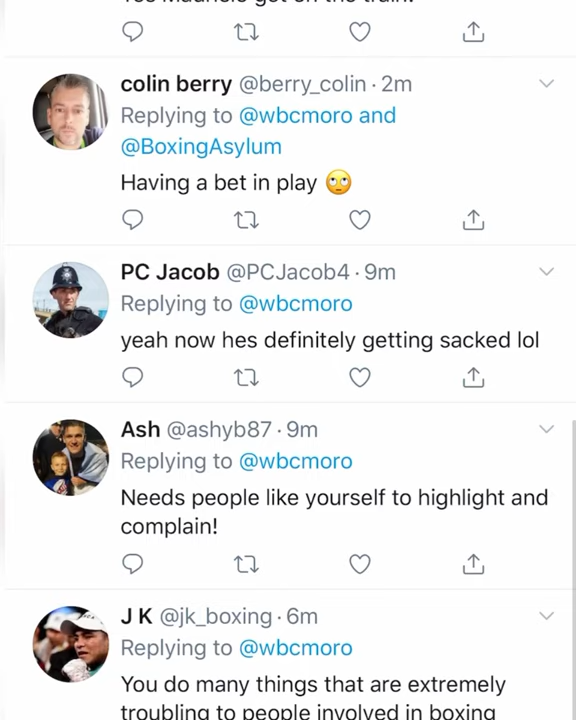 colin berry @berry_colin · 2m
Replying to @wbcmoro and
@BoxingAsylum
Having a bet in play 🙄
PC Jacob @PCJacob4 · 9m
Replying to @wbcmoro
yeah now hes definitely getting sacked lol
Ash @ashyb87 · 9m
Replying to @wbcmoro
Needs people like yourself to highlight and
complain!
J K @jk_boxing · 6m
Replying to @wbcmoro
You do many things that are extremely
troubling to people involved in boxing